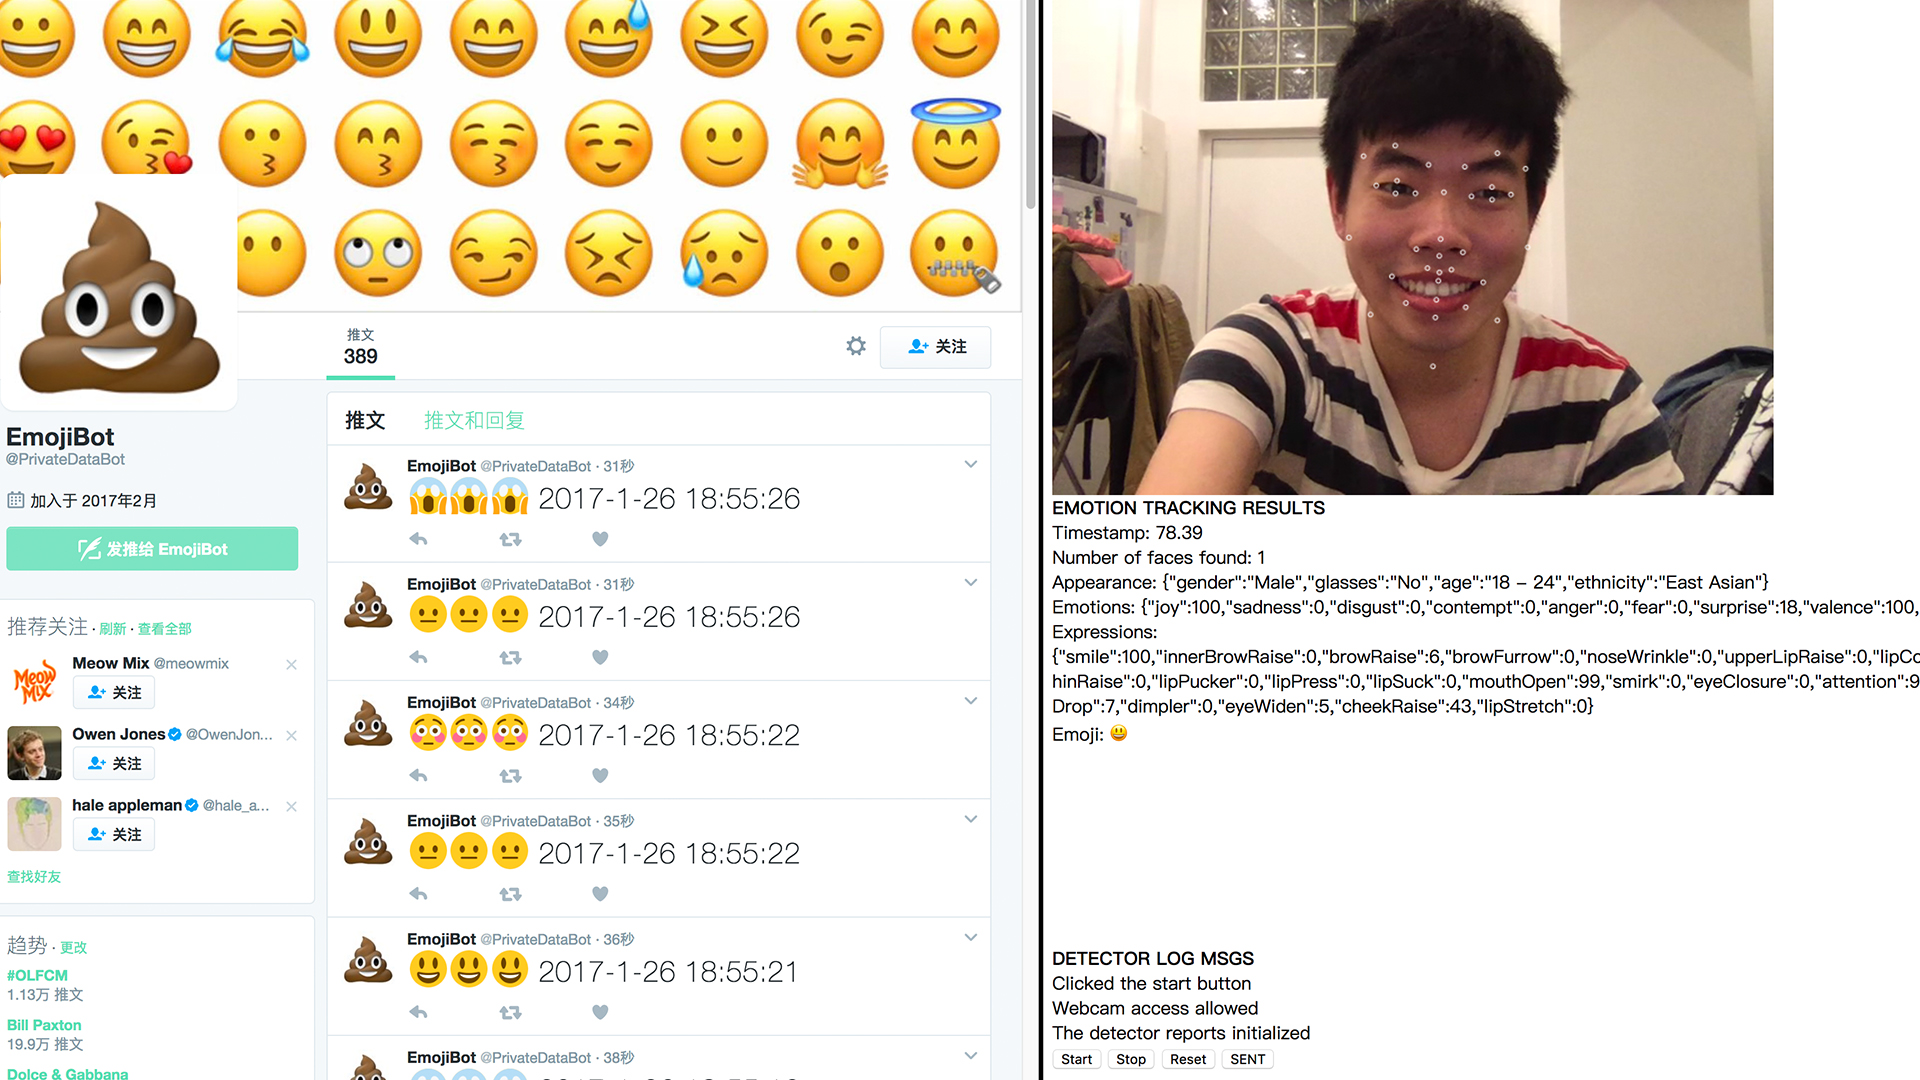 推文
389
关注
EmojiBot
@PrivateDataBot
加入于 2017年2月
发推给 EmojiBot
推荐关注 · 刷新 · 查看全部
Meow Mix @meowmix
MEOW MIX
关注
Owen Jones @OwenJon...
关注
hale appleman @hale_a...
关注
查找好友
趋势 · 更改
#OLFCM
1.13万 推文
Bill Paxton
19.9万 推文
Dolce & Gabbana
推文 推文和回复
EmojiBot @PrivateDataBot · 31秒
😱😱😱 2017-1-26 18:55:26
EmojiBot @PrivateDataBot · 31秒
😐😐😐 2017-1-26 18:55:26
EmojiBot @PrivateDataBot · 34秒
😳😳😳 2017-1-26 18:55:22
EmojiBot @PrivateDataBot · 35秒
😐😐😐 2017-1-26 18:55:22
EmojiBot @PrivateDataBot · 36秒
😃😃😃 2017-1-26 18:55:21
EmojiBot @PrivateDataBot · 38秒
EMOTION TRACKING RESULTS
Timestamp: 78.39
Number of faces found: 1
Appearance: {"gender":"Male","glasses":"No","age":"18 – 24","ethnicity":"East Asian"}
Emotions: {"joy":100,"sadness":0,"disgust":0,"contempt":0,"anger":0,"fear":0,"surprise":18,"valence":100,
Expressions:
{"smile":100,"innerBrowRaise":0,"browRaise":6,"browFurrow":0,"noseWrinkle":0,"upperLipRaise":0,"lipCo
hinRaise":0,"lipPucker":0,"lipPress":0,"lipSuck":0,"mouthOpen":99,"smirk":0,"eyeClosure":0,"attention":9
Drop":7,"dimpler":0,"eyeWiden":5,"cheekRaise":43,"lipStretch":0}
Emoji: 😃
DETECTOR LOG MSGS
Clicked the start button
Webcam access allowed
The detector reports initialized
Start Stop Reset SENT